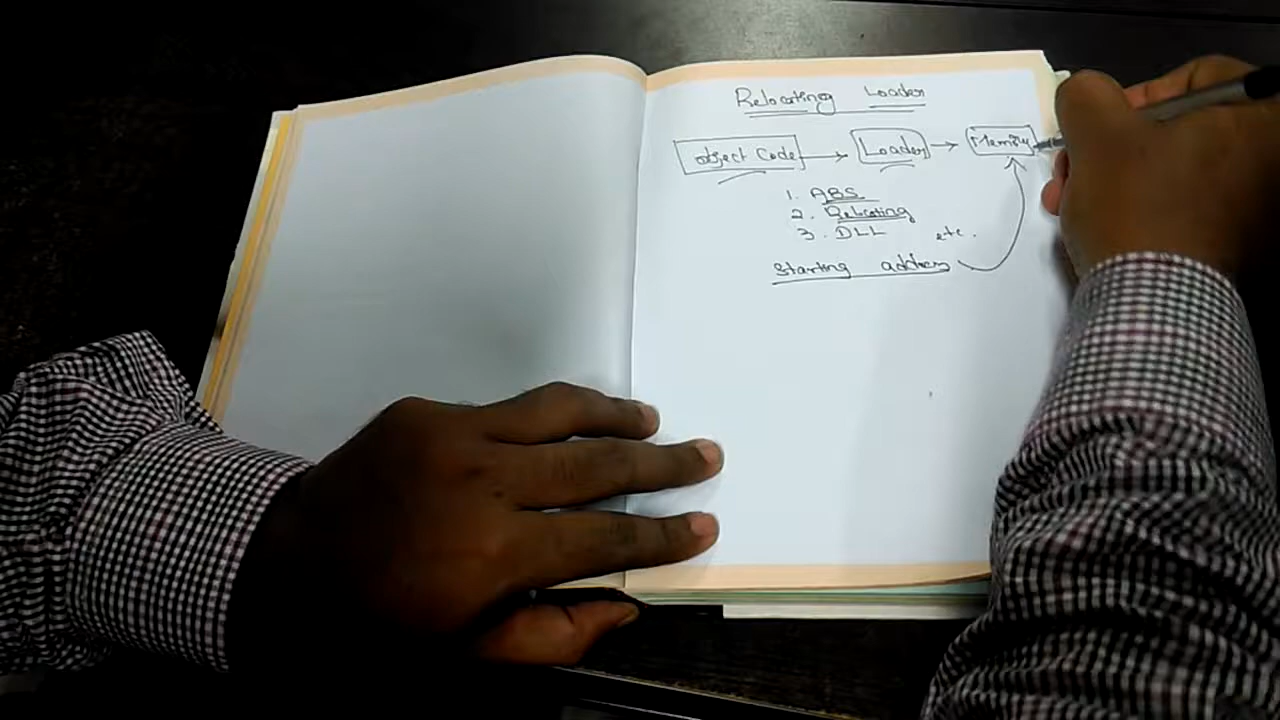 Relocating Loader
object Code → Loader → Memory
1. ABS
2. Relocating
3. DLL etc.
Starting address